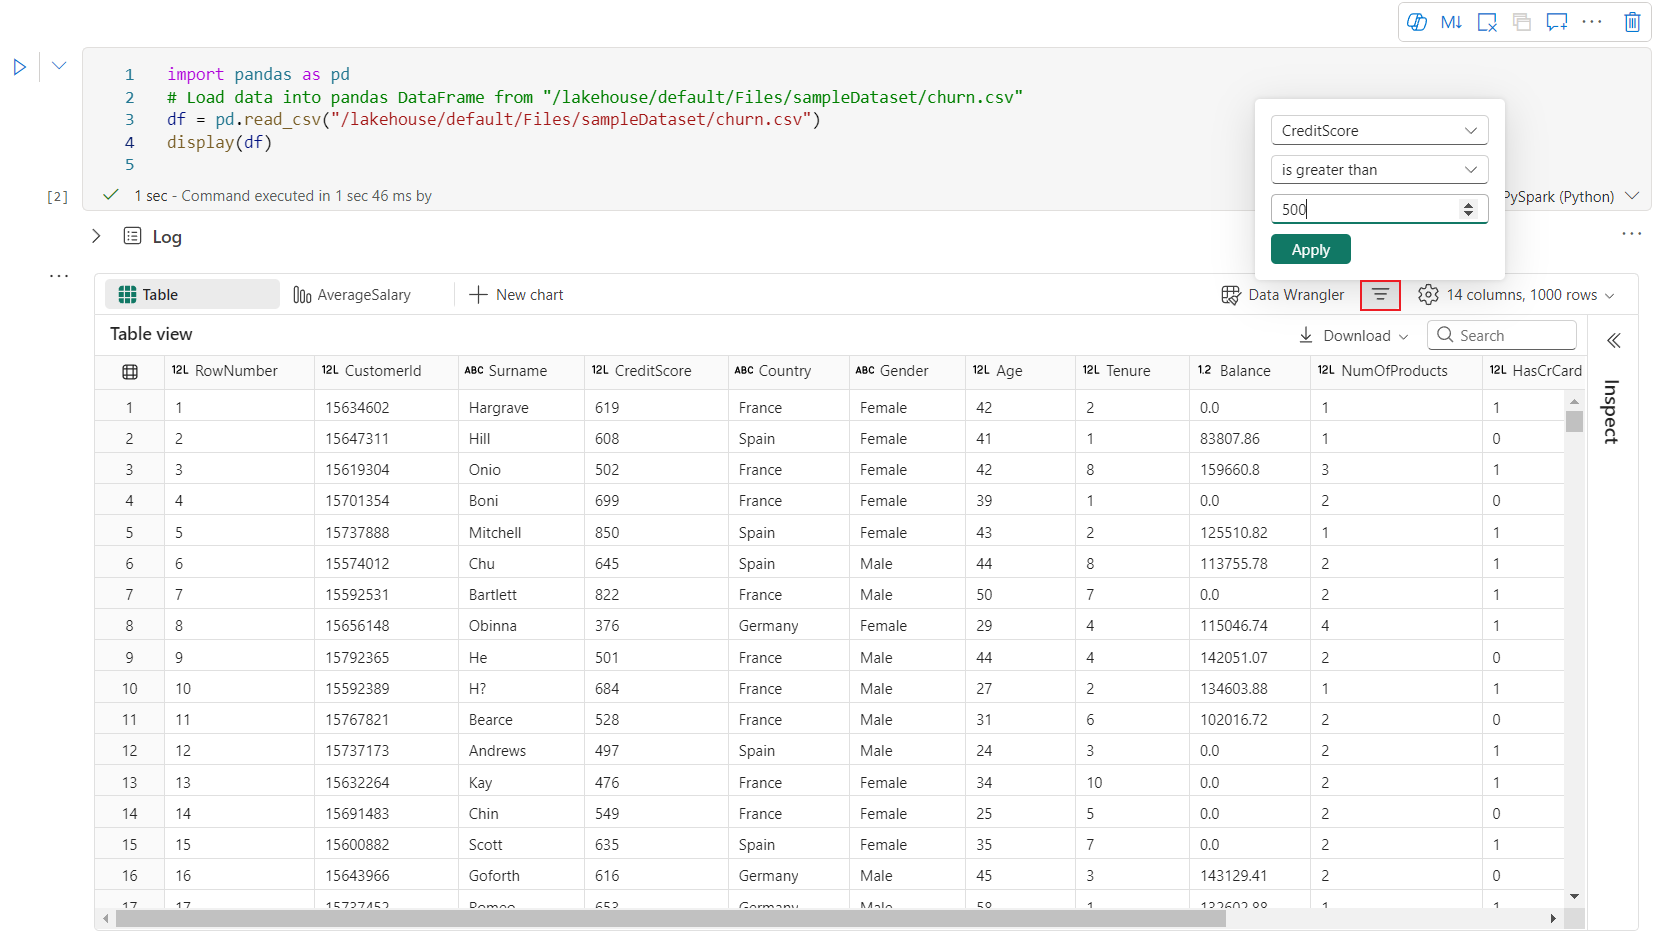 M↓
1 import pandas as pd
2 # Load data into pandas DataFrame from "/lakehouse/default/Files/sampleDataset/churn.csv"
3 df = pd.read_csv("/lakehouse/default/Files/sampleDataset/churn.csv")
4 display(df)
5
[2] 1 sec - Command executed in 1 sec 46 ms by
PySpark (Python)
CreditScore
is greater than
500
Apply
Log
Table AverageSalary New chart Data Wrangler 14 columns, 1000 rows
Table view Download Search
Inspect
12L RowNumber 12L CustomerId ABC Surname 12L CreditScore ABC Country ABC Gender 12L Age 12L Tenure 1.2 Balance 12L NumOfProducts 12L HasCrCard
1 1 15634602 Hargrave 619 France Female 42 2 0.0 1 1
2 2 15647311 Hill 608 Spain Female 41 1 83807.86 1 0
3 3 15619304 Onio 502 France Female 42 8 159660.8 3 1
4 4 15701354 Boni 699 France Female 39 1 0.0 2 0
5 5 15737888 Mitchell 850 Spain Female 43 2 125510.82 1 1
6 6 15574012 Chu 645 Spain Male 44 8 113755.78 2 1
7 7 15592531 Bartlett 822 France Male 50 7 0.0 2 1
8 8 15656148 Obinna 376 Germany Female 29 4 115046.74 4 1
9 9 15792365 He 501 France Male 44 4 142051.07 2 0
10 10 15592389 H? 684 France Male 27 2 134603.88 1 1
11 11 15767821 Bearce 528 France Male 31 6 102016.72 2 0
12 12 15737173 Andrews 497 Spain Male 24 3 0.0 2 1
13 13 15632264 Kay 476 France Female 34 10 0.0 2 1
14 14 15691483 Chin 549 France Female 25 5 0.0 2 0
15 15 15600882 Scott 635 Spain Female 35 7 0.0 2 1
16 16 15643966 Goforth 616 Germany Male 45 3 143129.41 2 0
17 17 15737452 Romeo 653 Germany Male 58 1 132602.88 1 1